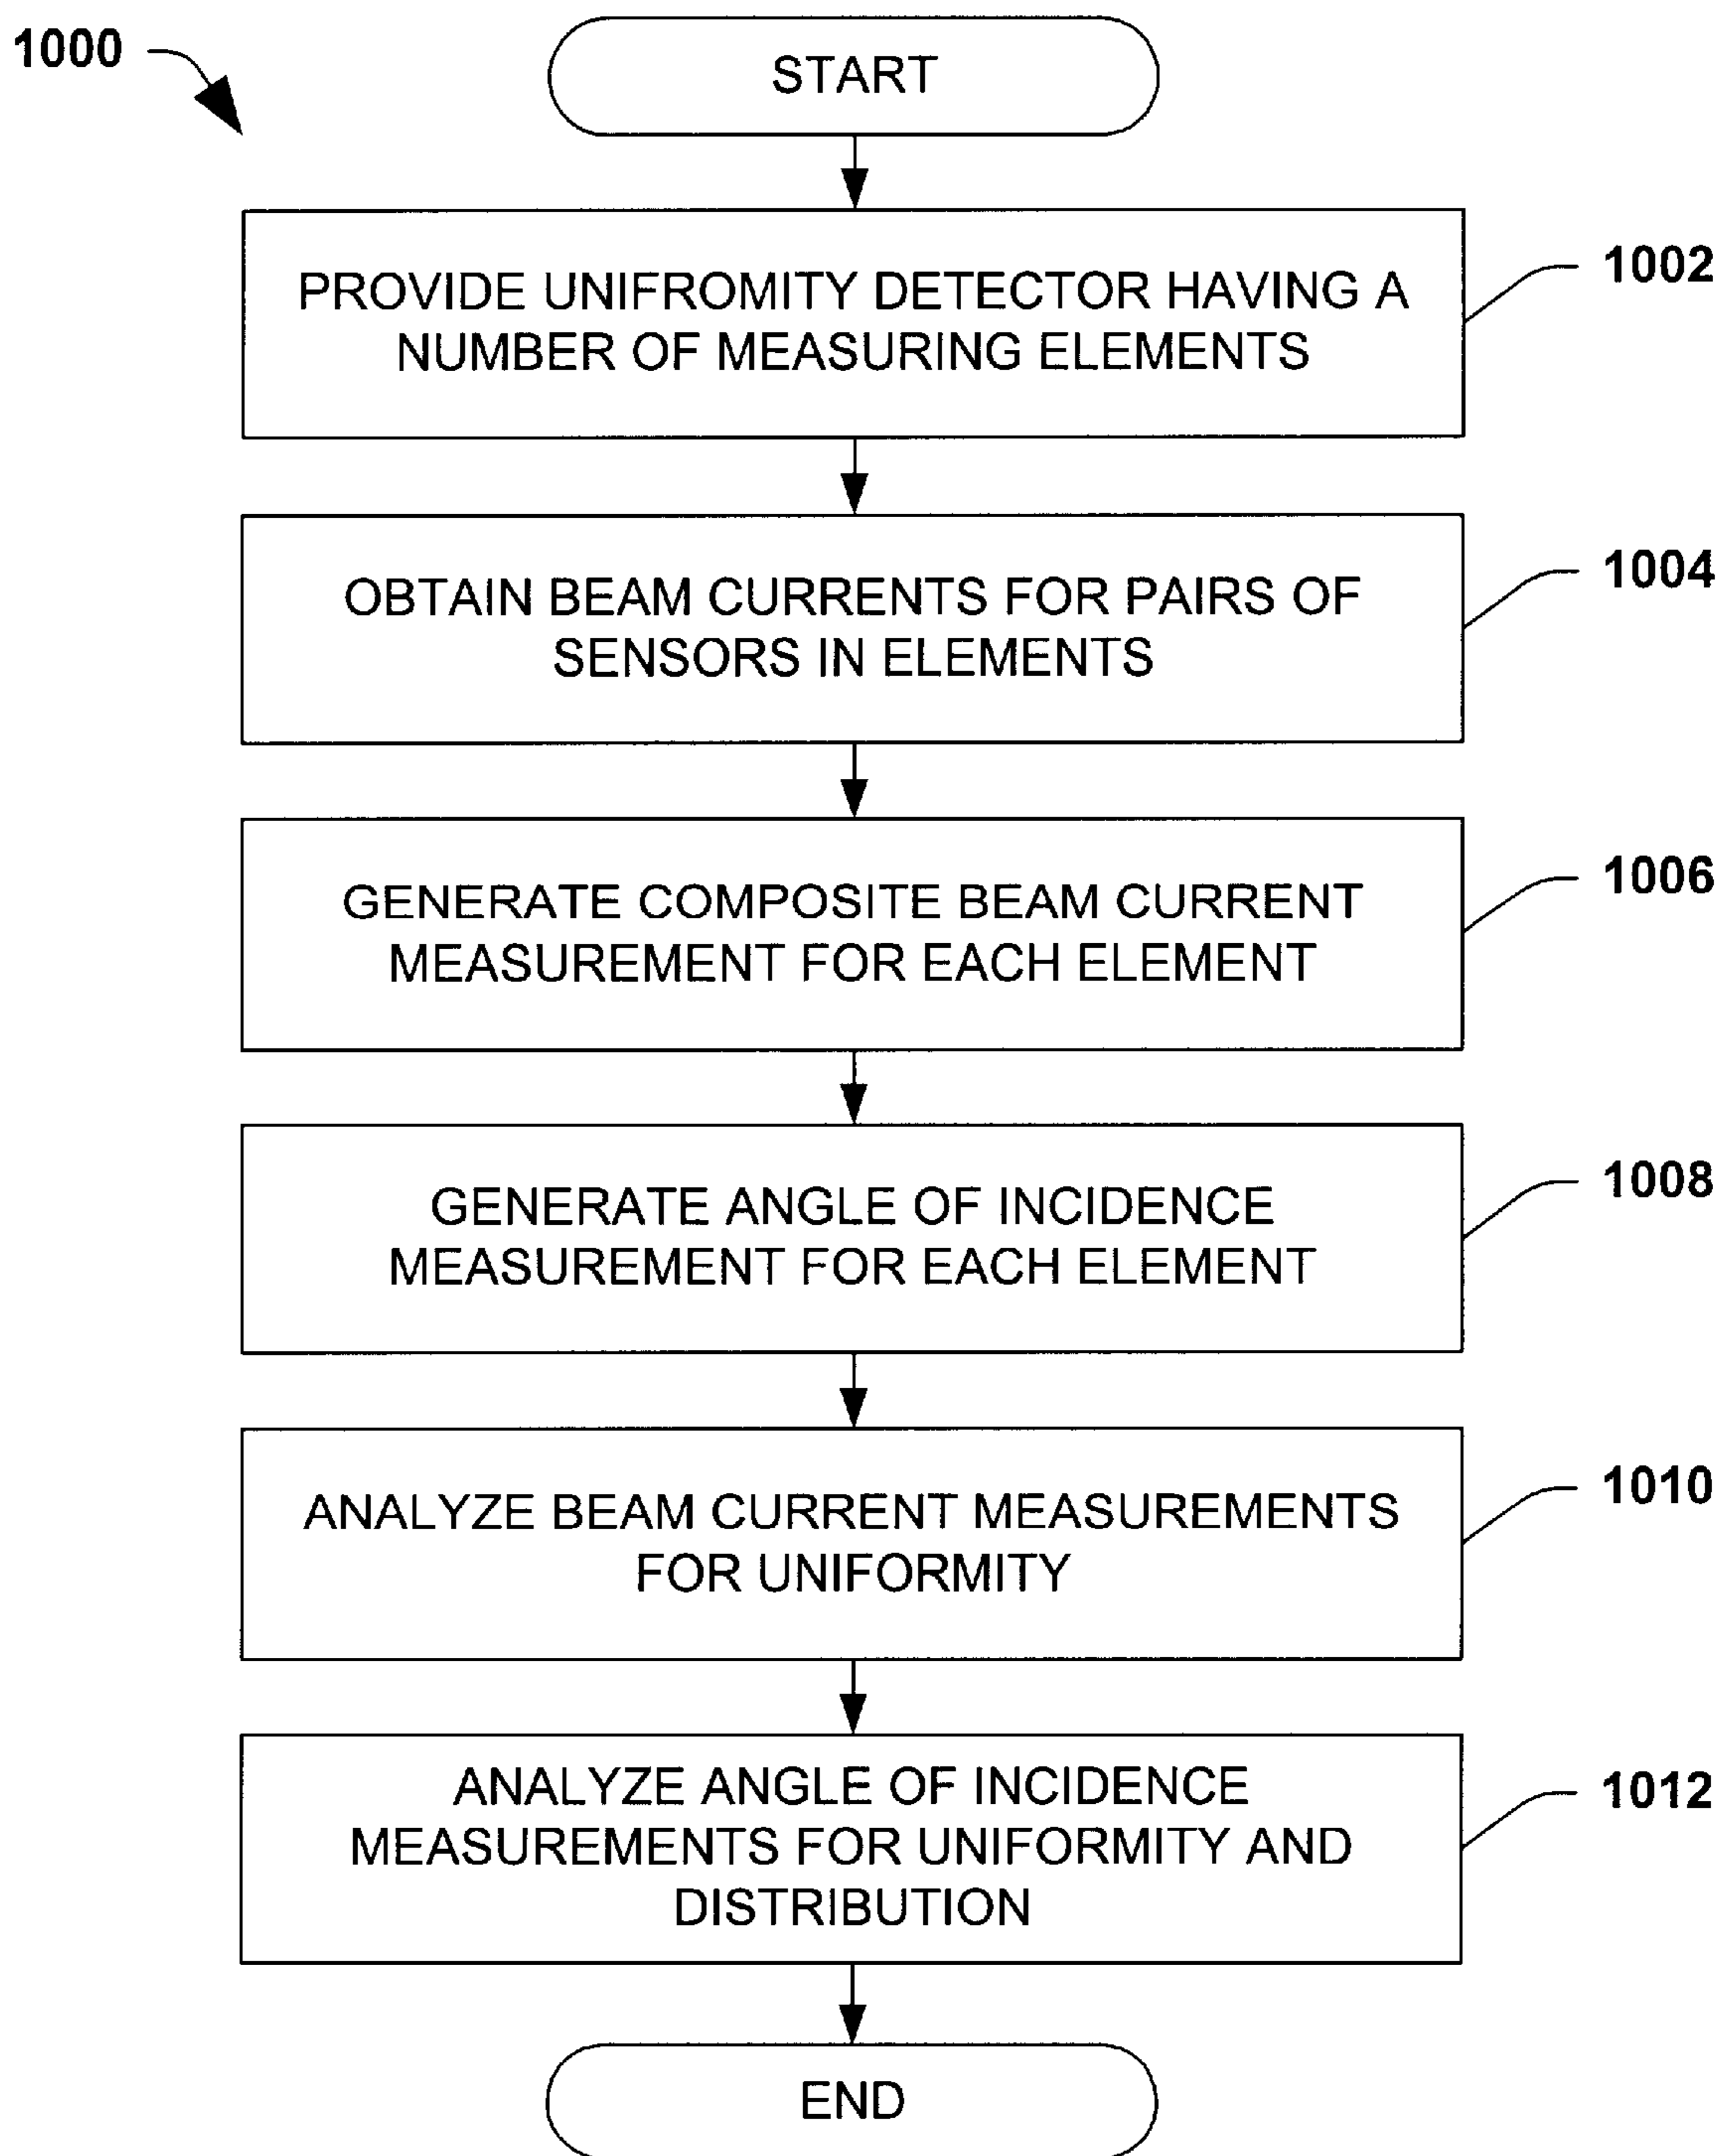 1000
START
PROVIDE UNIFROMITY DETECTOR HAVING A
NUMBER OF MEASURING ELEMENTS
1002
OBTAIN BEAM CURRENTS FOR PAIRS OF
SENSORS IN ELEMENTS
1004
GENERATE COMPOSITE BEAM CURRENT
MEASUREMENT FOR EACH ELEMENT
1006
GENERATE ANGLE OF INCIDENCE
MEASUREMENT FOR EACH ELEMENT
1008
ANALYZE BEAM CURRENT MEASUREMENTS
FOR UNIFORMITY
1010
ANALYZE ANGLE OF INCIDENCE
MEASUREMENTS FOR UNIFORMITY AND
DISTRIBUTION
1012
END